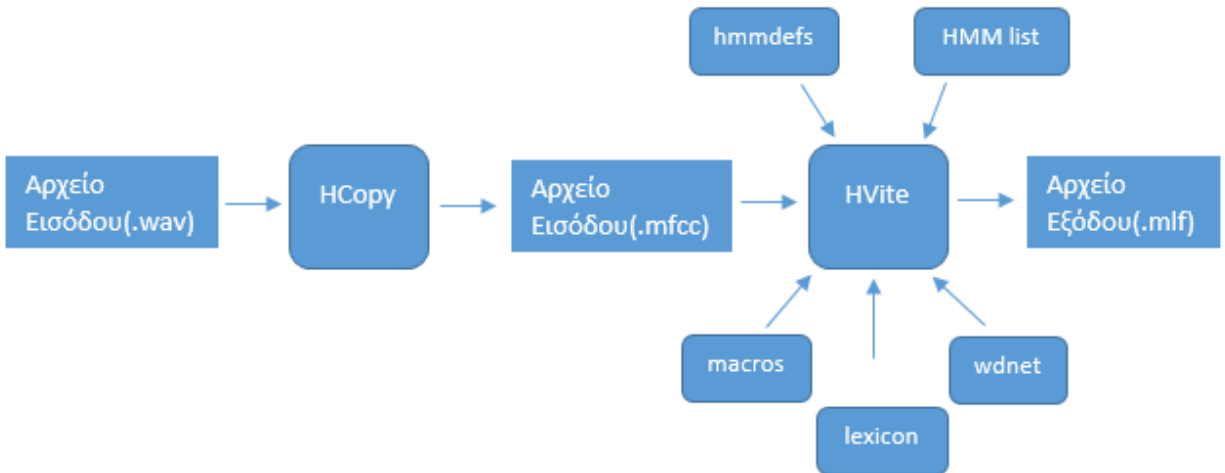 hmmdefs
HMM list
Αρχείο
Εισόδου(.wav)
HCopy
Αρχείο
Εισόδου(.mfcc)
HVite
Αρχείο
Εξόδου(.mlf)
macros
lexicon
wdnet